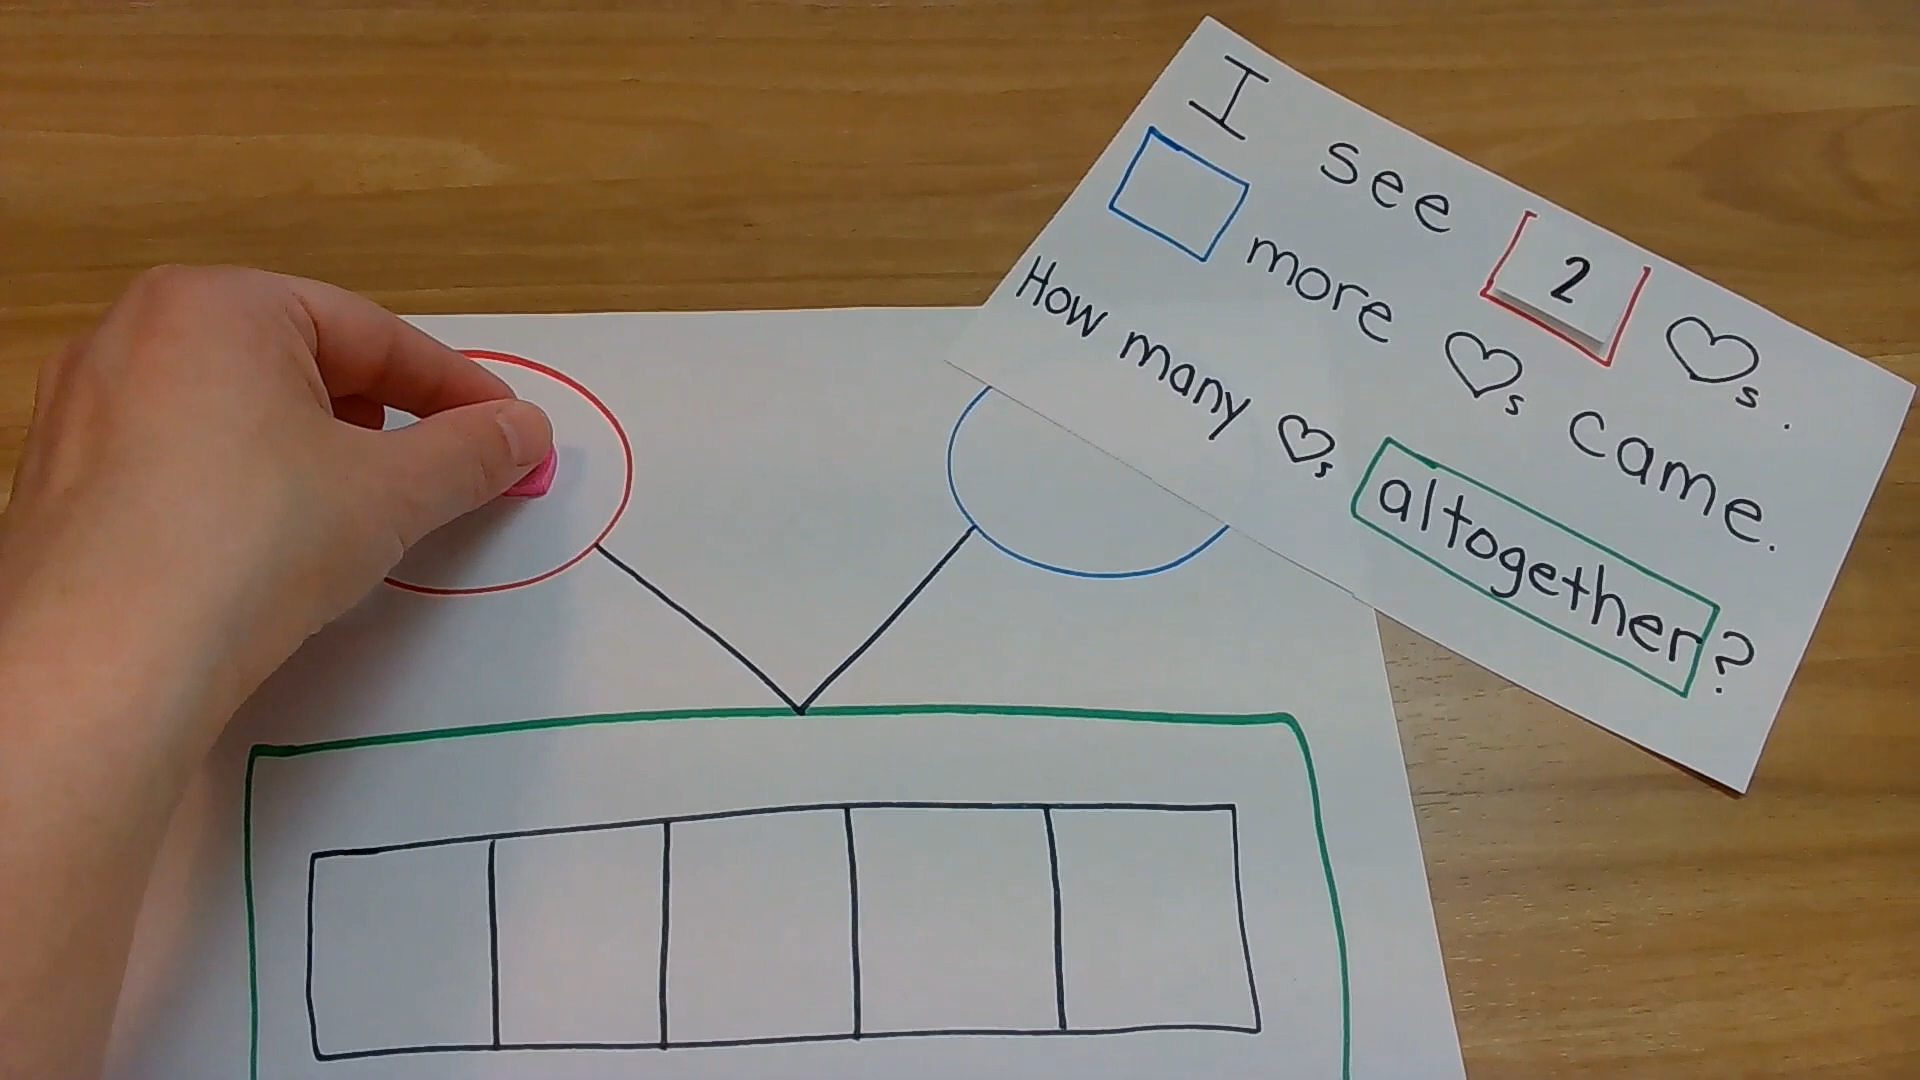 I see 2 ♡s.
more ♡s came.
How many ♡s altogether?